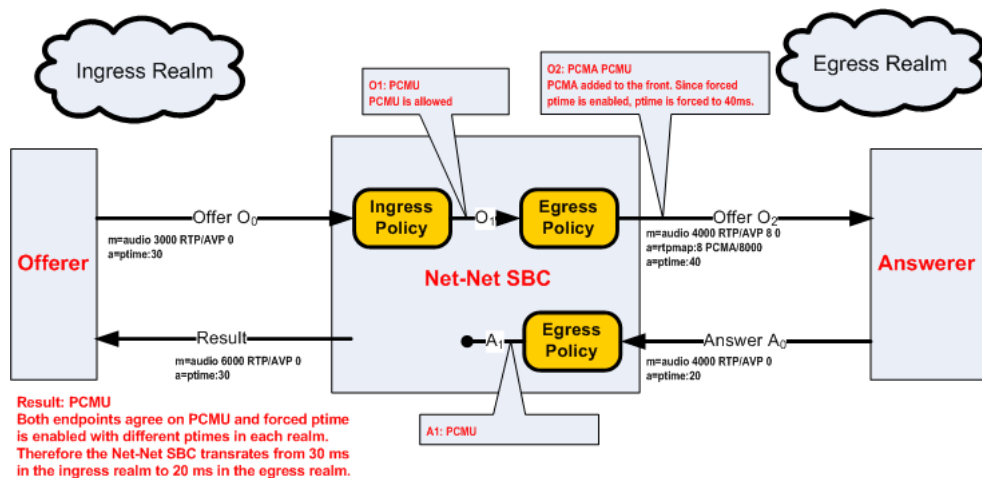 Ingress Realm
Egress Realm
O1: PCMU
PCMU is allowed
O2: PCMA PCMU
PCMA added to the front. Since forced
ptime is enabled, ptime is forced to 40ms.
Offerer
Offer O0
m=audio 3000 RTP/AVP 0
a=ptime:30
Ingress
Policy
O1
Egress
Policy
Offer O2
m=audio 4000 RTP/AVP 8 0
a=rtpmap:8 PCMA/8000
a=ptime:40
Answerer
Net-Net SBC
Result
m=audio 6000 RTP/AVP 0
a=ptime:30
A1
Egress
Policy
Answer A0
m=audio 4000 RTP/AVP 0
a=ptime:20
A1: PCMU
Result: PCMU
Both endpoints agree on PCMU and forced ptime
is enabled with different ptimes in each realm.
Therefore the Net-Net SBC transrates from 30 ms
in the ingress realm to 20 ms in the egress realm.